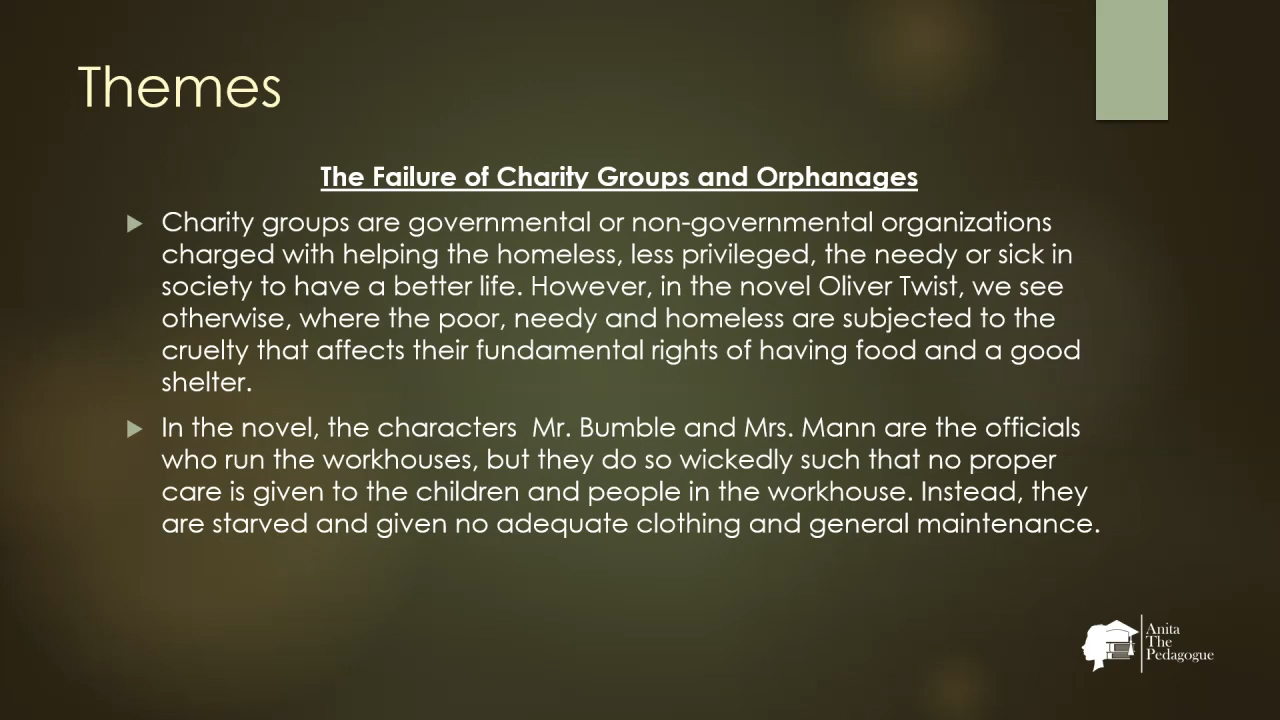 Themes
The Failure of Charity Groups and Orphanages
Charity groups are governmental or non-governmental organizations
charged with helping the homeless, less privileged, the needy or sick in
society to have a better life. However, in the novel Oliver Twist, we see
otherwise, where the poor, needy and homeless are subjected to the
cruelty that affects their fundamental rights of having food and a good
shelter.
In the novel, the characters  Mr. Bumble and Mrs. Mann are the officials
who run the workhouses, but they do so wickedly such that no proper
care is given to the children and people in the workhouse. Instead, they
are starved and given no adequate clothing and general maintenance.
Anita
The
Pedagogue